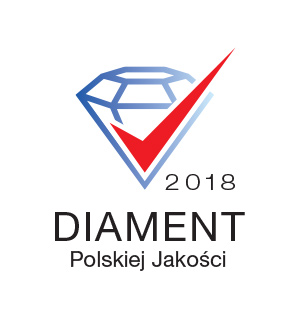 2018
DIAMENT
Polskiej Jakości